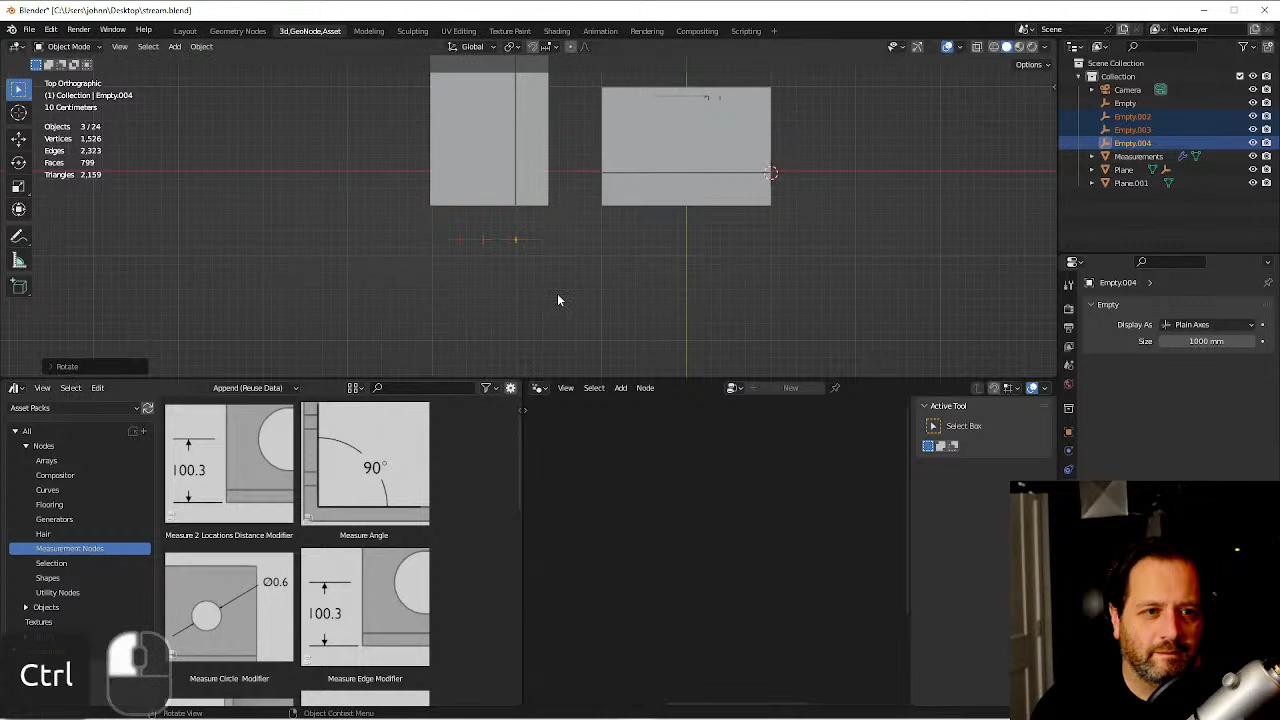 Blender* [C:\Users\john\Desktop\stream.blend]
File Edit Render Window Help
Layout Geometry Nodes 3d,GeoNode,Asset Modeling Sculpting UV Editing Texture Paint Shading Animation Rendering Compositing Scripting +
Scene
ViewLayer
Object Mode View Select Add Object
Global
Options
Top Orthographic
(1) Collection | Empty.004
10 Centimeters
Objects 3 / 24
Vertices 1,526
Edges 2,323
Faces 799
Triangles 2,159
> Rotate
Scene Collection
Collection
Camera
Empty
Empty.002
Empty.003
Empty.004
Measurements
Plane
Plane.001
Empty.004
Empty
Display As Plain Axes
Size 1000 mm
View Select Edit
Append (Reuse Data)
Asset Packs
All
Nodes
Arrays
Compositor
Curves
Flooring
Generators
Hair
Measurement Nodes
Selection
Shapes
Utility Nodes
Objects
Textures
100.3
Measure 2 Locations Distance Modifier
90°
Measure Angle
∅0.6
Measure Circle Modifier
100.3
Measure Edge Modifier
View Select Add Node
New
Active Tool
Select Box
Ctrl
Rotate View
Object Context Menu